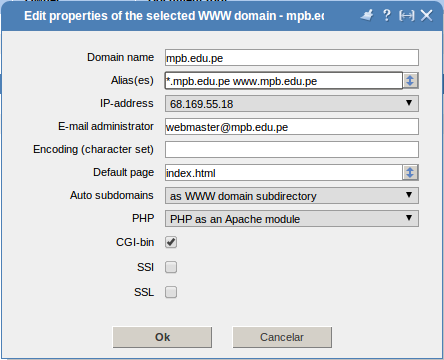 Edit properties of the selected WWW domain - mpb.ed
Domain name mpb.edu.pe
Alias(es) *.mpb.edu.pe www.mpb.edu.pe
IP-address 68.169.55.18
E-mail administrator webmaster@mpb.edu.pe
Encoding (character set)
Default page index.html
Auto subdomains as WWW domain subdirectory
PHP PHP as an Apache module
CGI-bin
SSI
SSL
Ok Cancelar